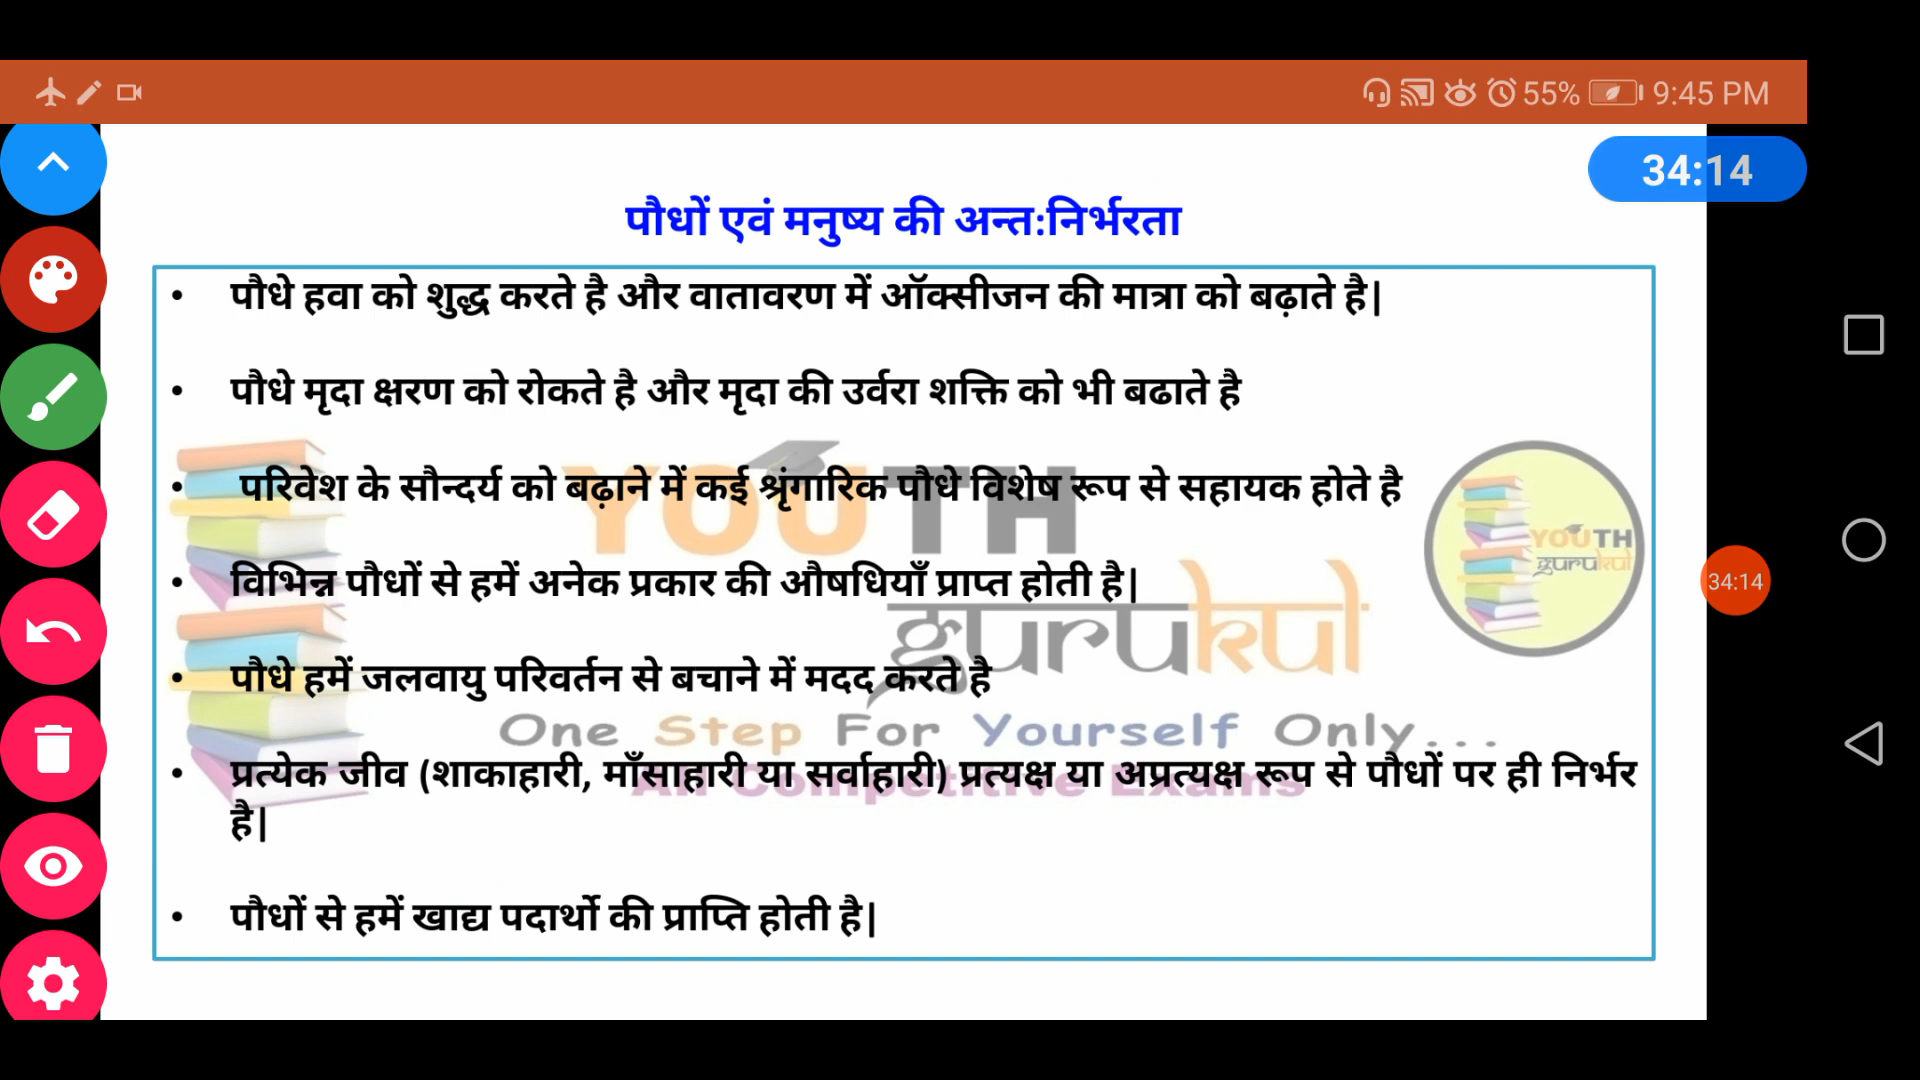 55% 9:45 PM
34:14
पौधों एवं मनुष्य की अन्त:निर्भरता
• पौधे हवा को शुद्ध करते है और वातावरण में ऑक्सीजन की मात्रा को बढ़ाते है|
• पौधे मृदा क्षरण को रोकते है और मृदा की उर्वरा शक्ति को भी बढाते है
• परिवेश के सौन्दर्य को बढ़ाने में कई श्रृंगारिक पौधे विशेष रूप से सहायक होते है
YOUTH
YOUTH
gurukul
• विभिन्न पौधों से हमें अनेक प्रकार की औषधियाँ प्राप्त होती है|
34:14
gurukul
• पौधे हमें जलवायु परिवर्तन से बचाने में मदद करते है
One Step For Yourself Only...
• प्रत्येक जीव (शाकाहारी, माँसाहारी या सर्वाहारी) प्रत्यक्ष या अप्रत्यक्ष रूप से पौधों पर ही निर्भर
All Competitive Exams
है|
• पौधों से हमें खाद्य पदार्थो की प्राप्ति होती है|